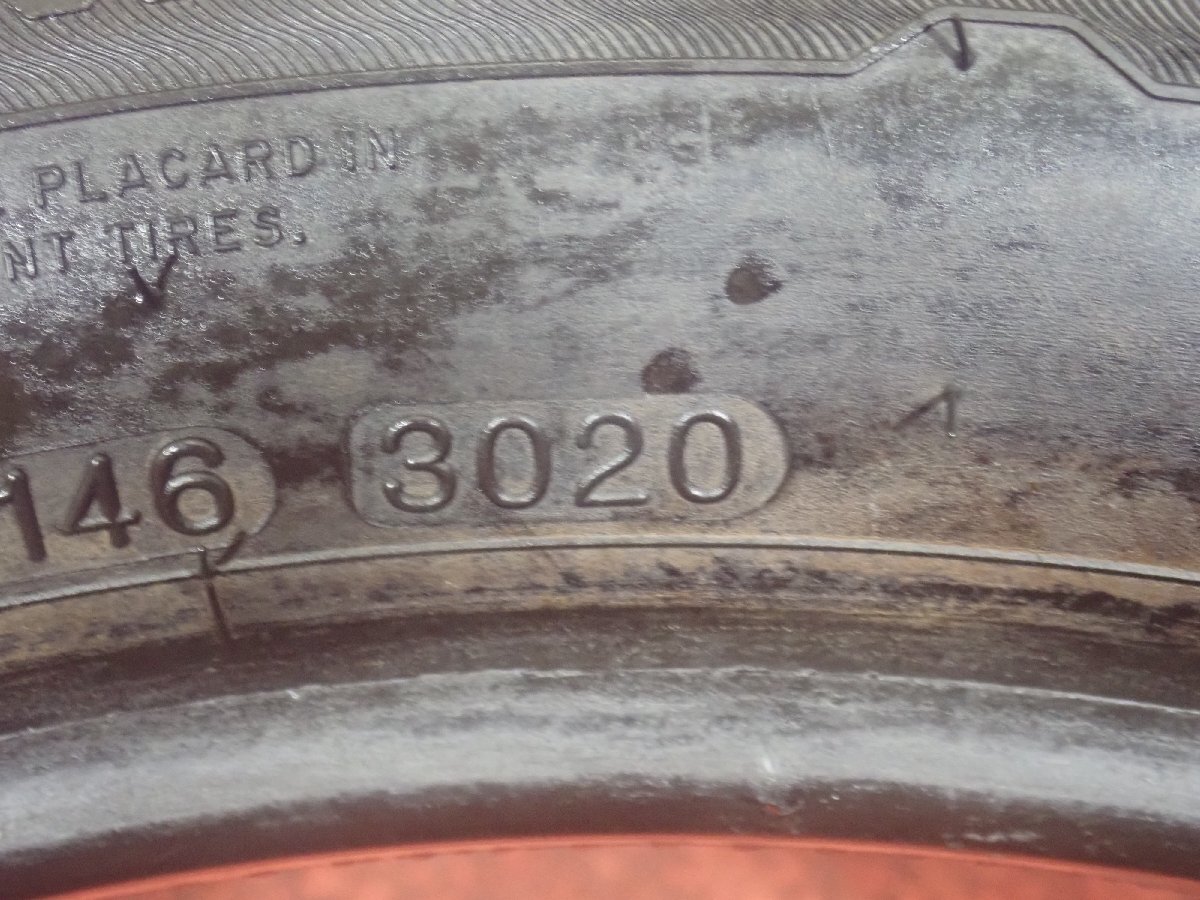 PLACARD IN
NT TIRES.
146 3020